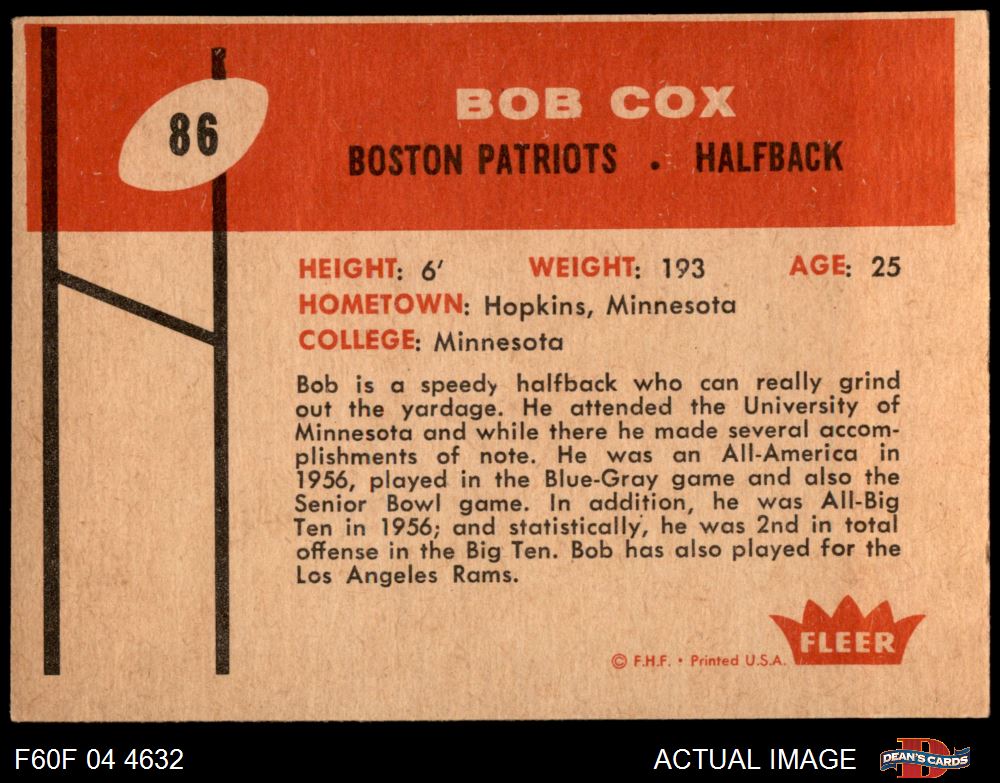 86
BOB COX
BOSTON PATRIOTS . HALFBACK
HEIGHT: 6' WEIGHT: 193 AGE: 25
HOMETOWN: Hopkins, Minnesota
COLLEGE: Minnesota
Bob is a speedy halfback who can really grind
out the yardage. He attended the University of
Minnesota and while there he made several accom-
plishments of note. He was an All-America in
1956, played in the Blue-Gray game and also the
Senior Bowl game. In addition, he was All-Big
Ten in 1956; and statistically, he was 2nd in total
offense in the Big Ten. Bob has also played for the
Los Angeles Rams.
FLEER
© F.H.F. • Printed U.S.A.
F60F 04 4632
ACTUAL IMAGE
D
DEAN'S CARDS